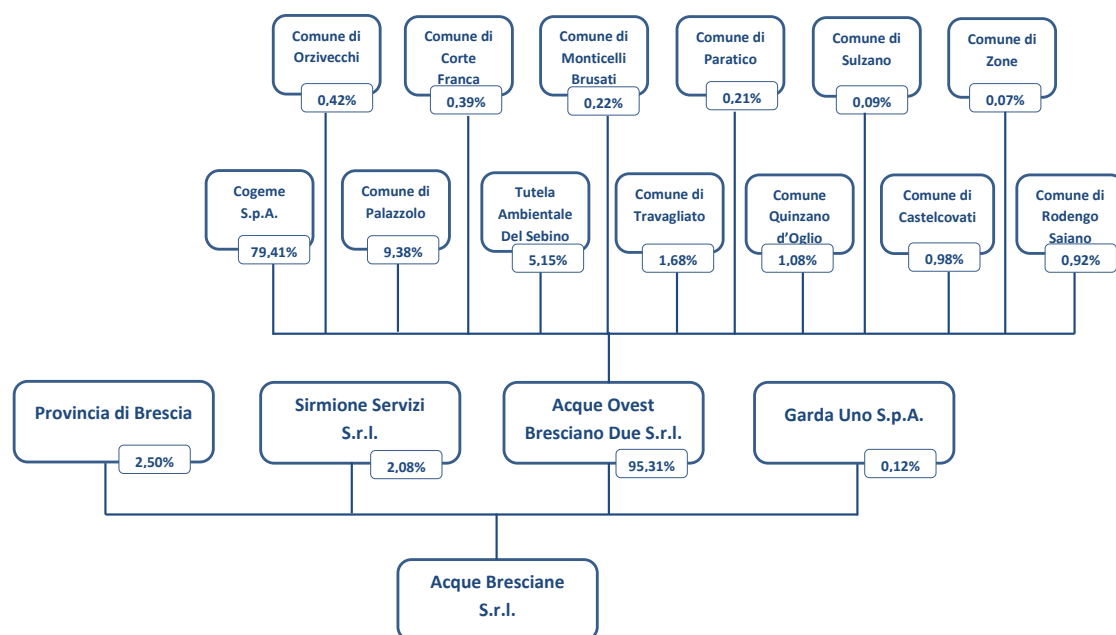 Comune di
Orzivecchi
0,42%
Comune di
Corte
Franca
0,39%
Comune di
Monticelli
Brusati
0,22%
Comune di
Paratico
0,21%
Comune di
Sulzano
0,09%
Comune di
Zone
0,07%
Cogeme
S.p.A.
79,41%
Comune di
Palazzolo
9,38%
Tutela
Ambientale
Del Sebino
5,15%
Comune di
Travagliato
1,68%
Comune
Quinzano
d'Oglio
1,08%
Comune di
Castelcovati
0,98%
Comune di
Rodengo
Saiano
0,92%
Provincia di Brescia
2,50%
Sirmione Servizi
S.r.l.
2,08%
Acque Ovest
Bresciano Due S.r.l.
95,31%
Garda Uno S.p.A.
0,12%
Acque Bresciane
S.r.l.